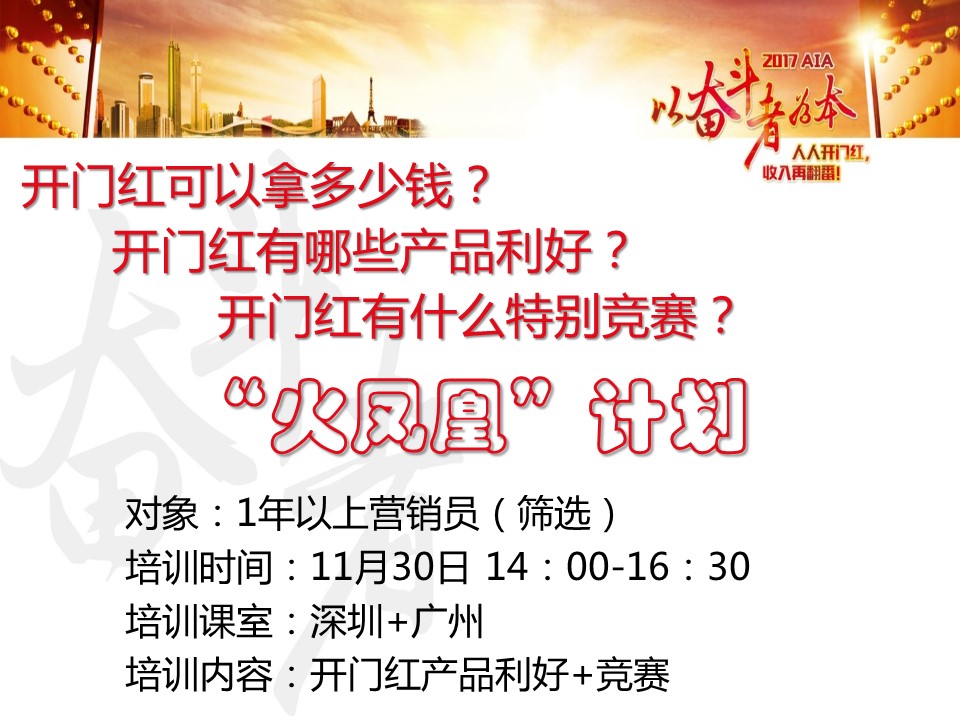 2017 AIA
以奋斗者为本
人人开门红，
收入再翻番！
开门红可以拿多少钱？
开门红有哪些产品利好？
开门红有什么特别竞赛？
“火凤凰”计划
对象：1年以上营销员（筛选）
培训时间：11月30日 14：00-16：30
培训课室：深圳+广州
培训内容：开门红产品利好+竞赛
奋斗者